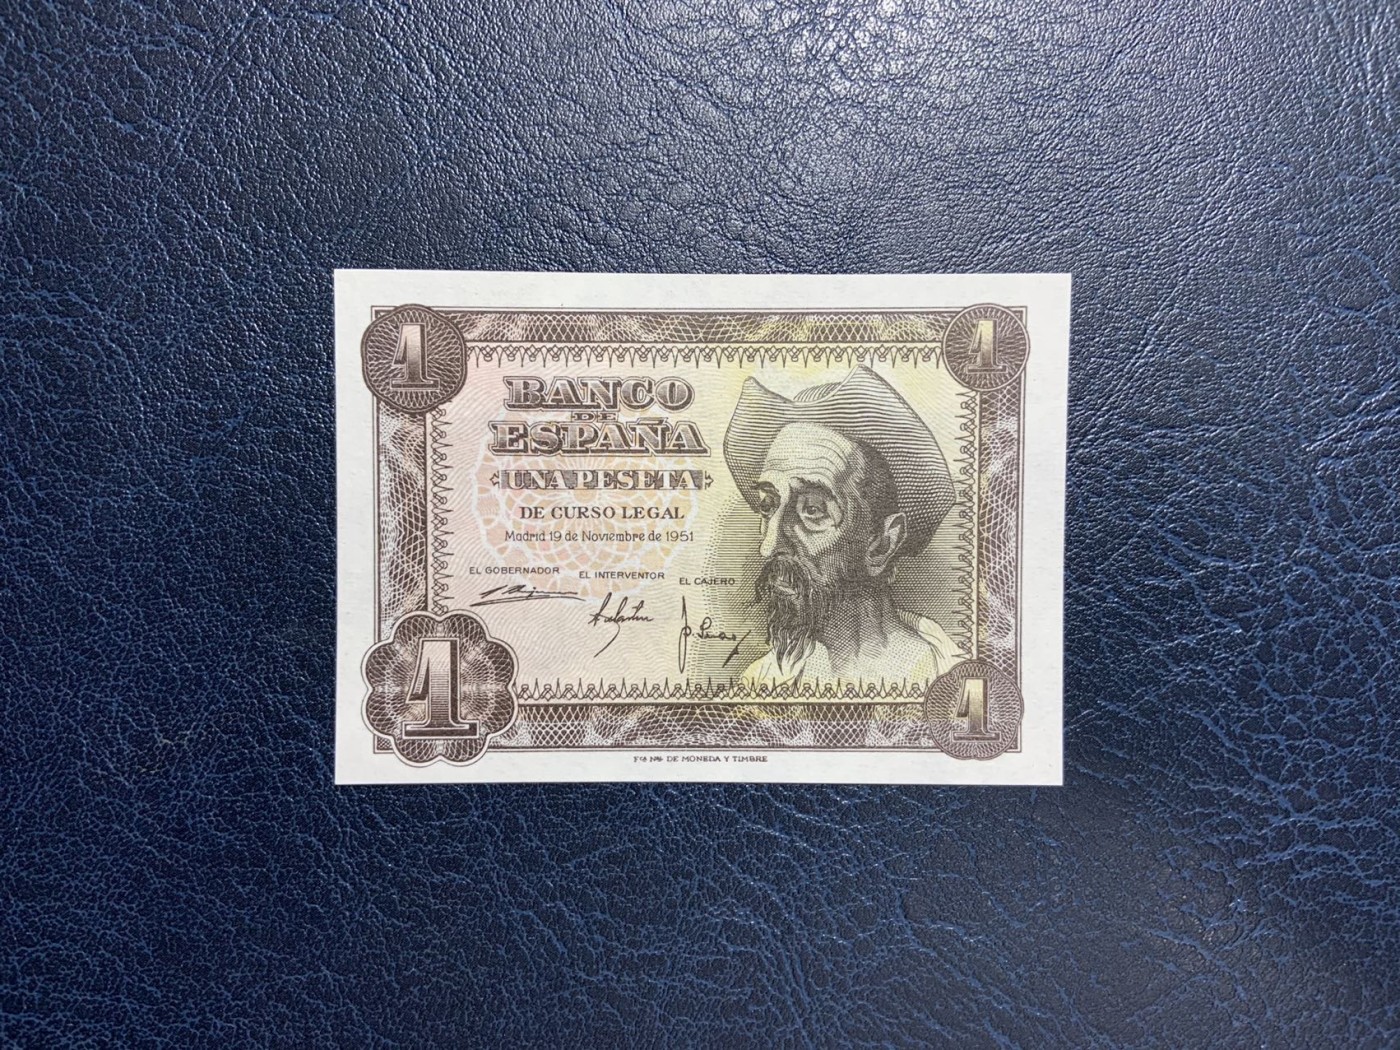 1
1
BANCO
DE
ESPAÑA
UNA PESETA
DE CURSO LEGAL
Madrid 19 de Noviembre de 1951
EL GOBERNADOR EL INTERVENTOR EL CAJERO
1
1
DE MONEDA Y TIMBRE